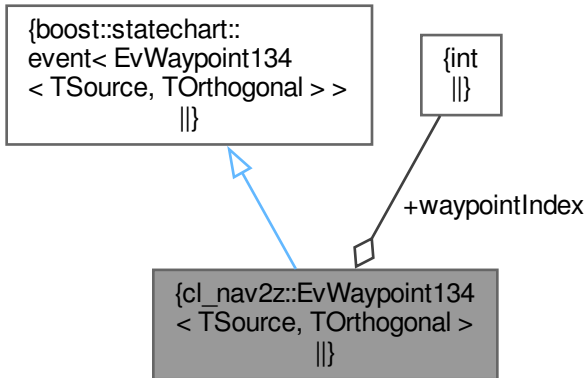 {boost::statechart::
event< EvWaypoint134
< TSource, TOrthogonal > >
||}
{int
||}
+waypointIndex
{cl_nav2z::EvWaypoint134
< TSource, TOrthogonal >
||}